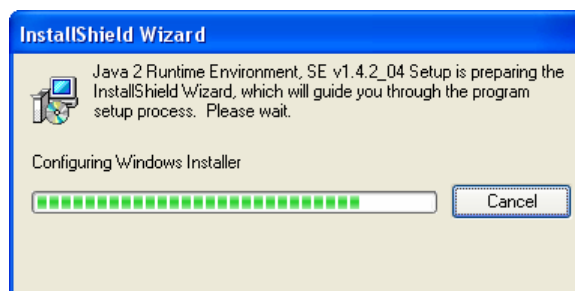 InstallShield Wizard
Java 2 Runtime Environment, SE v1.4.2_04 Setup is preparing the
InstallShield Wizard, which will guide you through the program
setup process. Please wait.
Configuring Windows Installer
Cancel